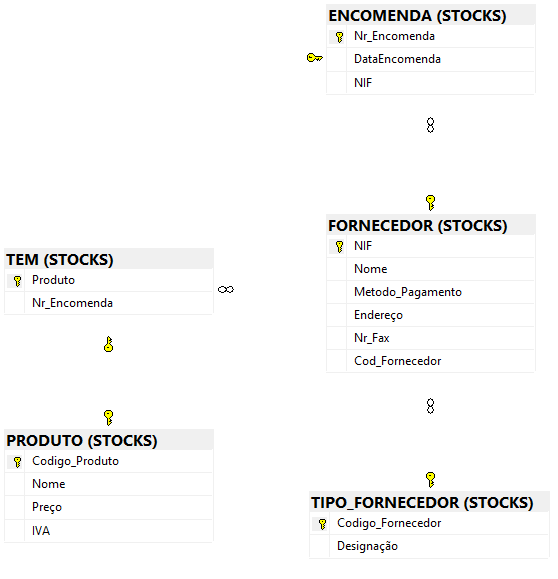 ENCOMENDA (STOCKS)
Nr_Encomenda
DataEncomenda
NIF
FORNECEDOR (STOCKS)
NIF
Nome
Metodo_Pagamento
Endereço
Nr_Fax
Cod_Fornecedor
TEM (STOCKS)
Produto
Nr_Encomenda
PRODUTO (STOCKS)
Codigo_Produto
Nome
Preço
IVA
TIPO_FORNECEDOR (STOCKS)
Codigo_Fornecedor
Designação